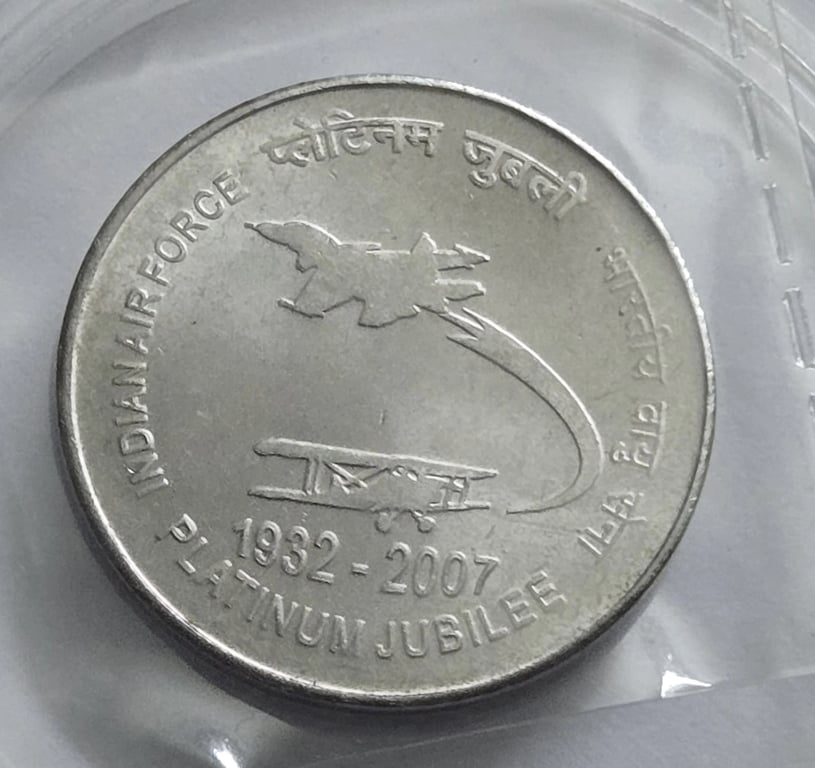 प्लेटिनम जुबली
भारतीय वायु सेना
INDIAN AIR FORCE
1932 - 2007
PLATINUM JUBILEE